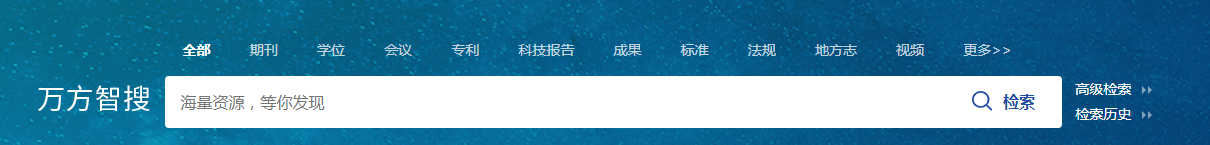 全部 期刊 学位 会议 专利 科技报告 成果 标准 法规 地方志 视频 更多>>
万方智搜
海量资源，等你发现
检索
高级检索
检索历史